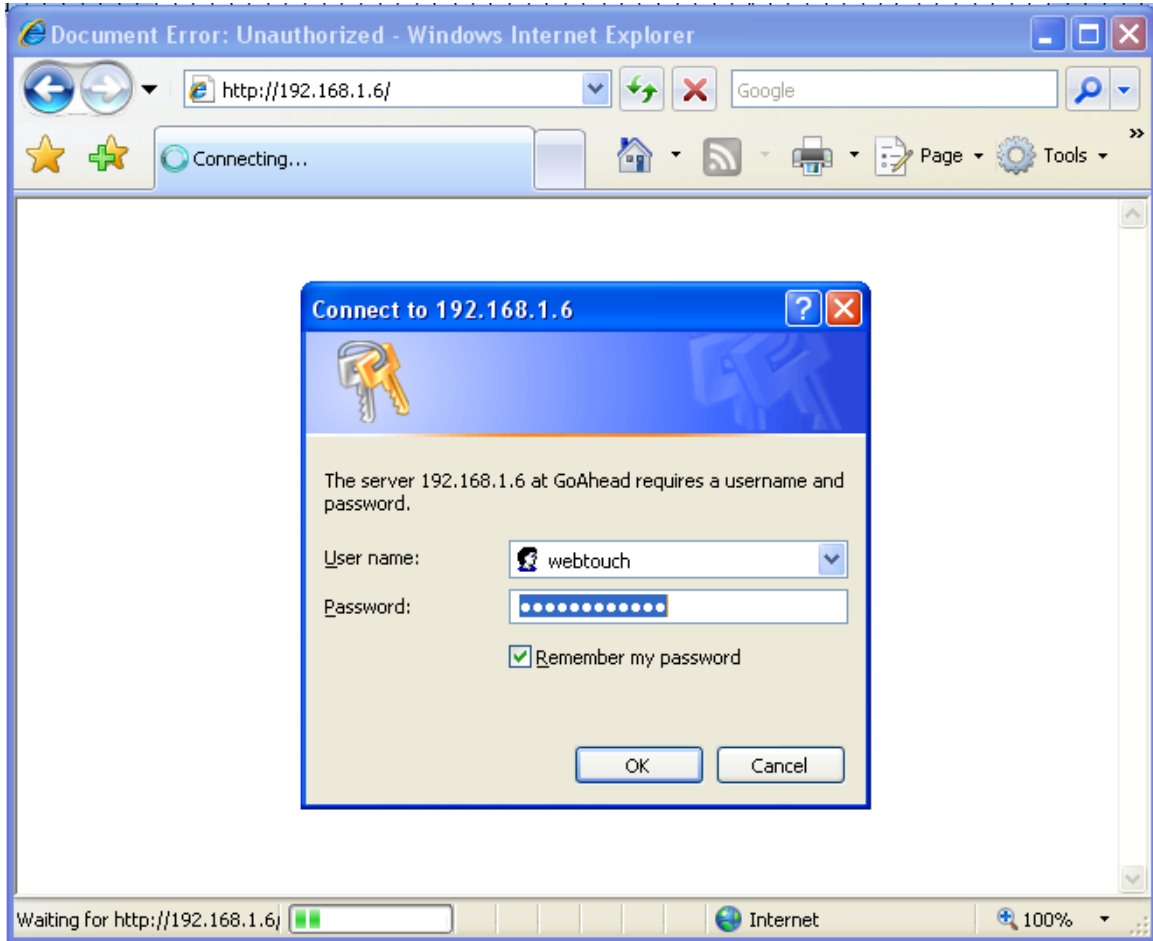 Document Error: Unauthorized - Windows Internet Explorer
http://192.168.1.6/
Google
Connecting...
Page
Tools
»
Connect to 192.168.1.6
The server 192.168.1.6 at GoAhead requires a username and
password.
User name:
webtouch
Password:
••••••••••••
Remember my password
OK
Cancel
Waiting for http://192.168.1.6/
Internet
100%